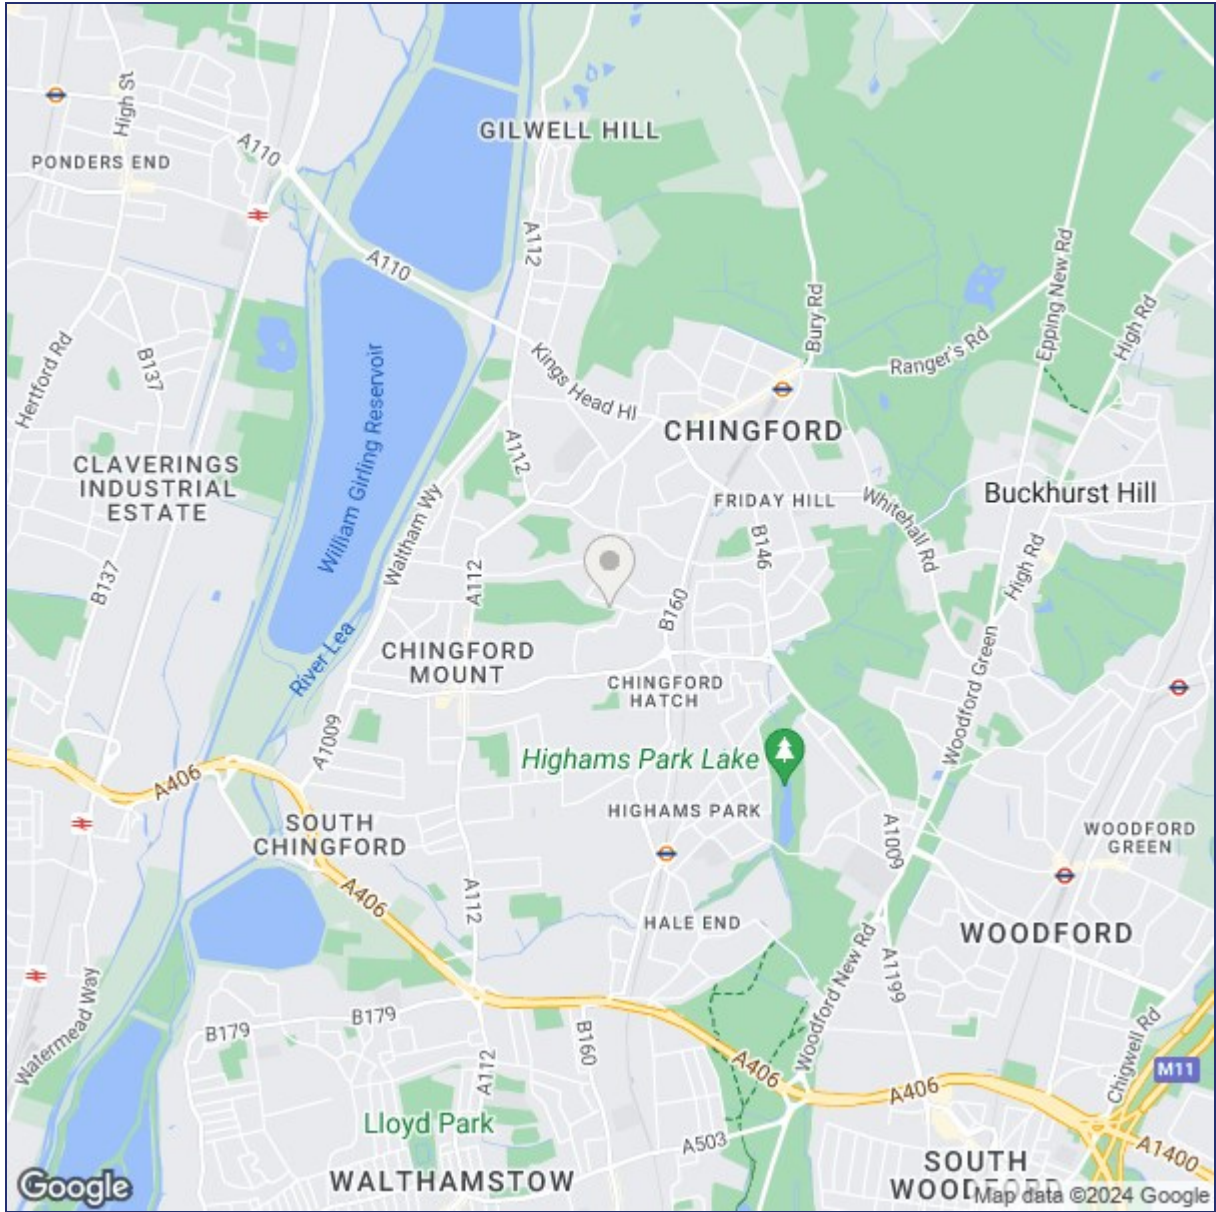 High St.
GILWELL HILL
PONDERS END
A110
A112
A110
Epping New Rd
Bury Rd
High Rd
Hertford Rd
B137
Ranger's Rd
Kings Head Hl
William Girling Reservoir
CHINGFORD
A112
CLAVERINGS
INDUSTRIAL
ESTATE
FRIDAY HILL
Buckhurst Hill
Whitehall Rd
Waltham Wy
B146
A112
B137
High Rd
B160
River Lea
CHINGFORD
MOUNT
CHINGFORD
HATCH
Woodford Green
A1009
Highams Park Lake
A406
HIGHAMS PARK
SOUTH
CHINGFORD
A1009
WOODFORD
GREEN
A406
A112
HALE END
WOODFORD
Woodford New Rd
A1199
Watermead Way
B179
B179
B160
A112
A406
A406
Chigwell Rd
M11
Lloyd Park
A503
A1400
WALTHAMSTOW
SOUTH
WOODFORD
Google
Map data ©2024 Google